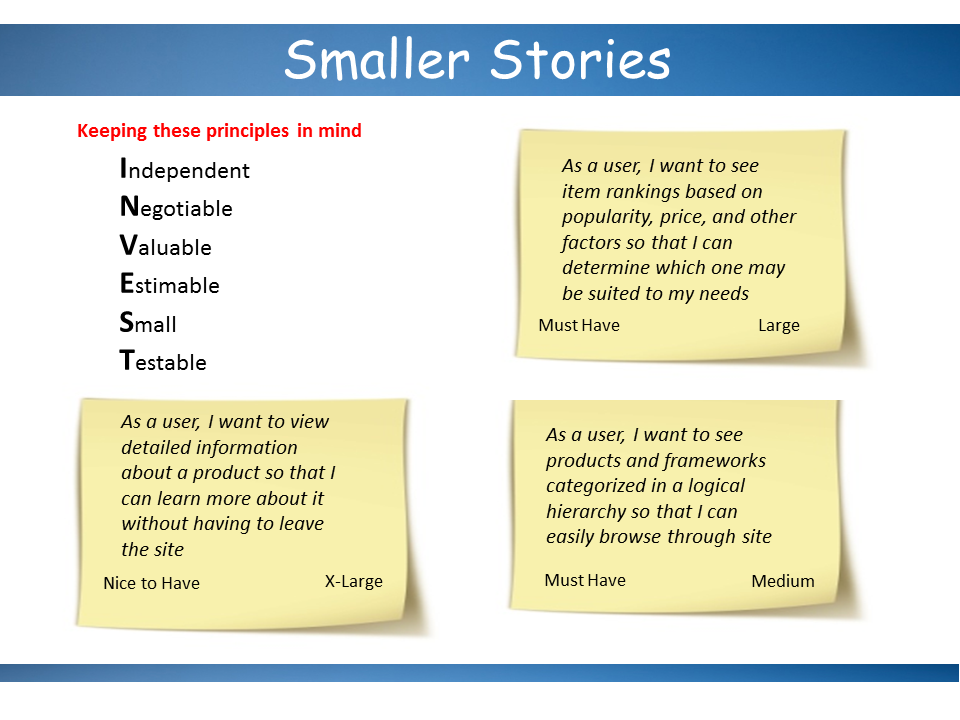 Smaller Stories
Keeping these principles in mind
Independent
Negotiable
Valuable
Estimable
Small
Testable
As a user, I want to see
item rankings based on
popularity, price, and other
factors so that I can
determine which one may
be suited to my needs
Must Have Large
As a user, I want to view
detailed information
about a product so that I
can learn more about it
without having to leave
the site
Nice to Have X-Large
As a user, I want to see
products and frameworks
categorized in a logical
hierarchy so that I can
easily browse through site
Must Have Medium